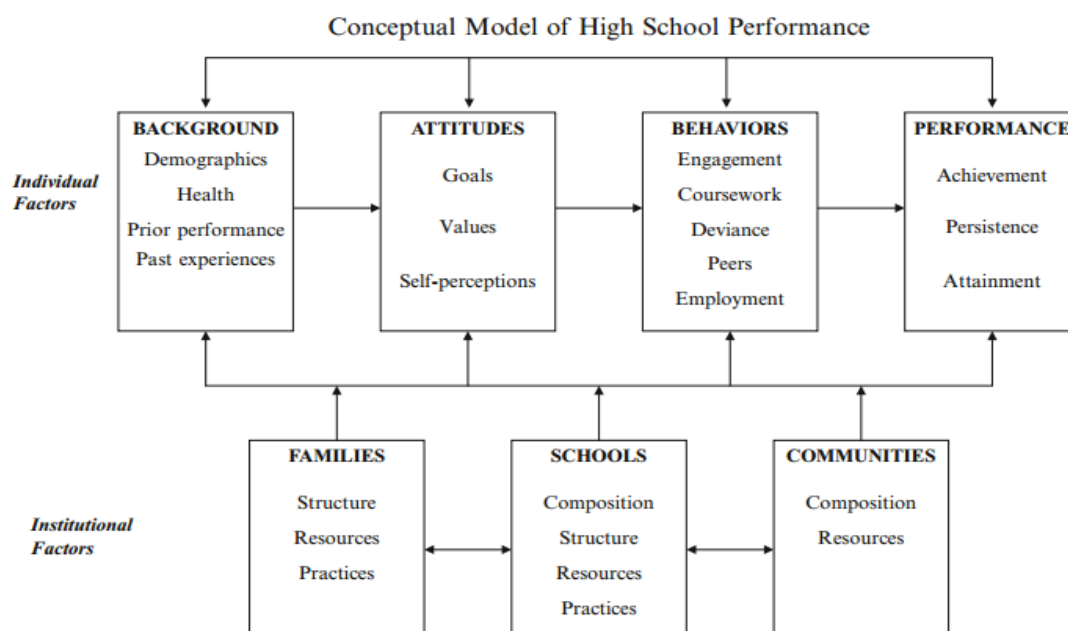 Conceptual Model of High School Performance
BACKGROUND
Demographics
Health
Prior performance
Past experiences
ATTITUDES
Goals
Values
Self-perceptions
BEHAVIORS
Engagement
Coursework
Deviance
Peers
Employment
PERFORMANCE
Achievement
Persistence
Attainment
Individual
Factors
FAMILIES
Structure
Resources
Practices
SCHOOLS
Composition
Structure
Resources
Practices
COMMUNITIES
Composition
Resources
Institutional
Factors